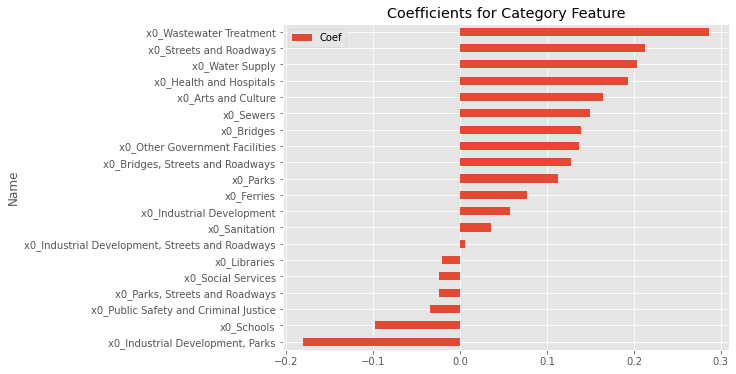 Coefficients for Category Feature
Coef
Name
x0_Wastewater Treatment
x0_Streets and Roadways
x0_Water Supply
x0_Health and Hospitals
x0_Arts and Culture
x0_Sewers
x0_Bridges
x0_Other Government Facilities
x0_Bridges, Streets and Roadways
x0_Parks
x0_Ferries
x0_Industrial Development
x0_Sanitation
x0_Industrial Development, Streets and Roadways
x0_Libraries
x0_Social Services
x0_Parks, Streets and Roadways
x0_Public Safety and Criminal Justice
x0_Schools
x0_Industrial Development, Parks
−0.2 −0.1 0.0 0.1 0.2 0.3